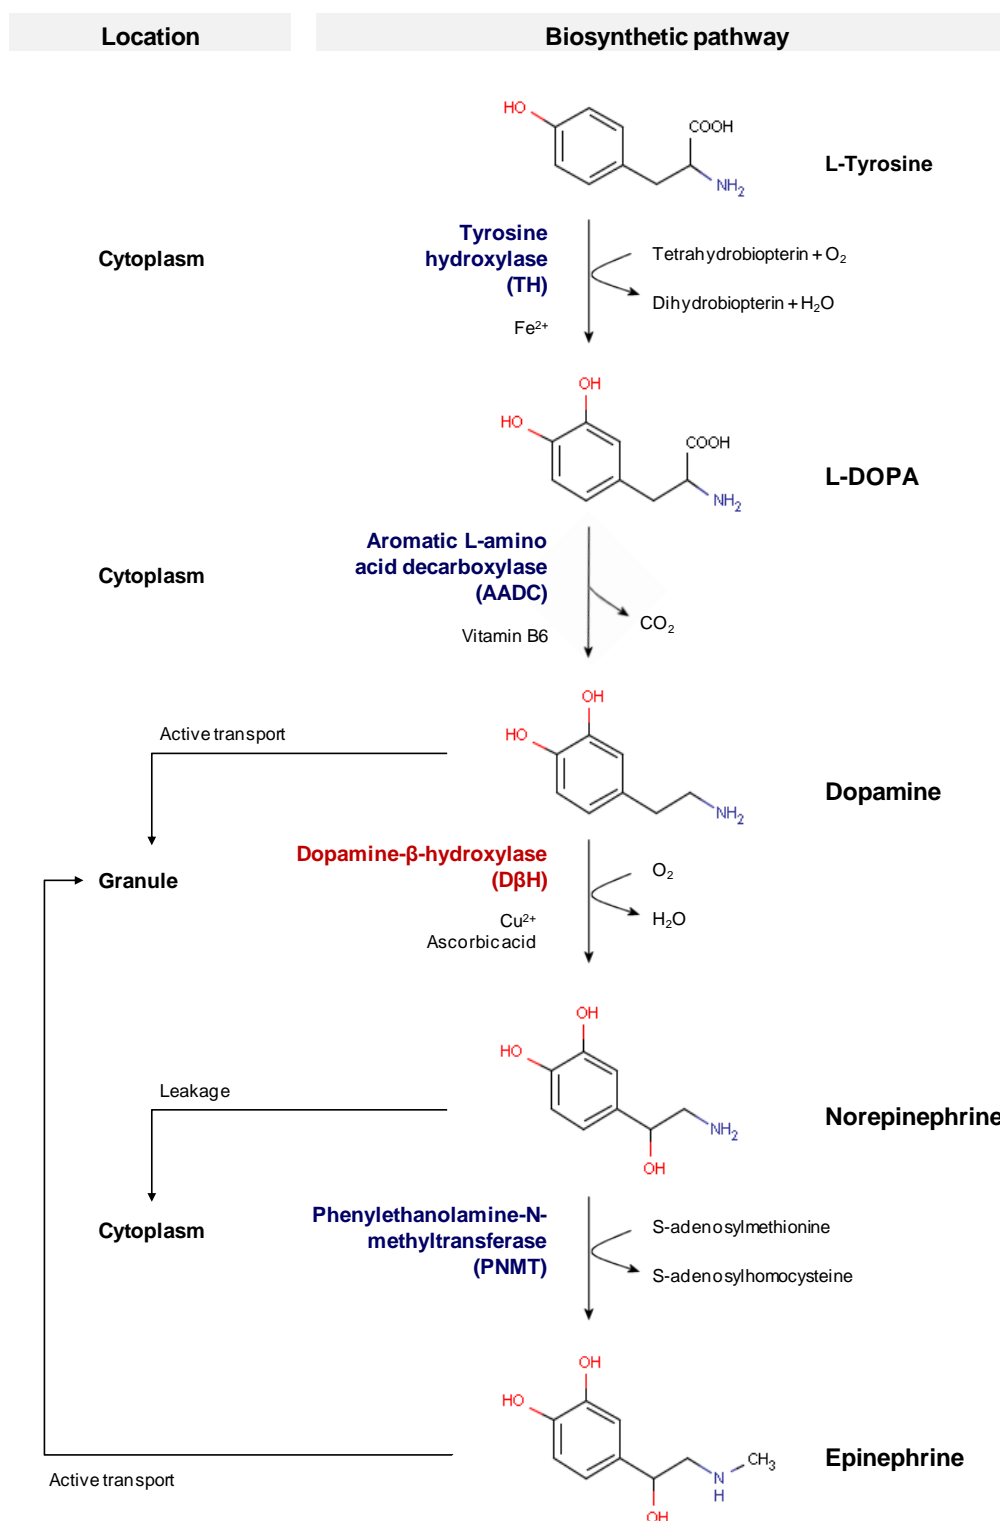 Location
Biosynthetic pathway
HO
COOH
NH2
L-Tyrosine
Cytoplasm
Tyrosine
hydroxylase
(TH)
Fe2+
Tetrahydrobiopterin + O2
Dihydrobiopterin + H2O
OH
HO
COOH
NH2
L-DOPA
Cytoplasm
Aromatic L-amino
acid decarboxylase
(AADC)
Vitamin B6
CO2
OH
HO
NH2
Dopamine
Active transport
Granule
Dopamine-β-hydroxylase
(DβH)
Cu2+
Ascorbic acid
O2
H2O
OH
HO
NH2
OH
Norepinephrine
Leakage
Cytoplasm
Phenylethanolamine-N-
methyltransferase
(PNMT)
S-adenosylmethionine
S-adenosylhomocysteine
OH
HO
CH3
N
H
OH
Epinephrine
Active transport